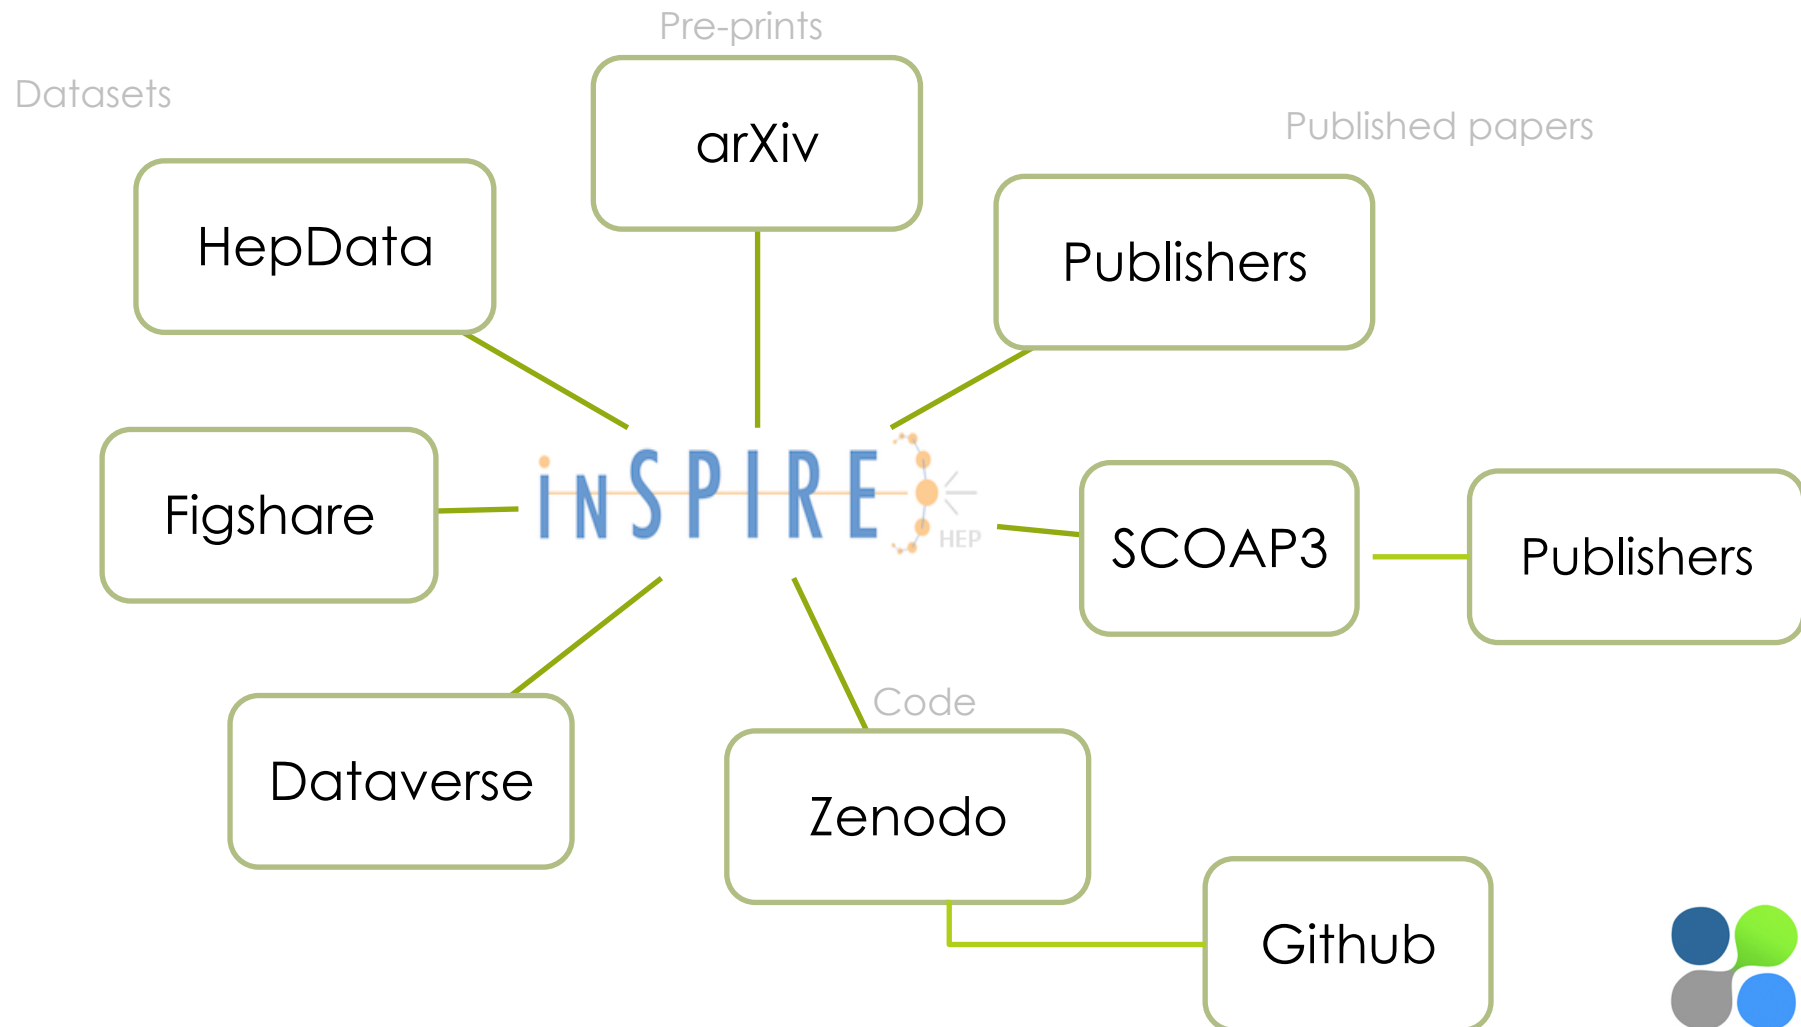 Pre-prints
Datasets
arXiv
Published papers
HepData
Publishers
inSPIRE
HEP
Figshare
SCOAP3
Publishers
Code
Dataverse
Zenodo
Github